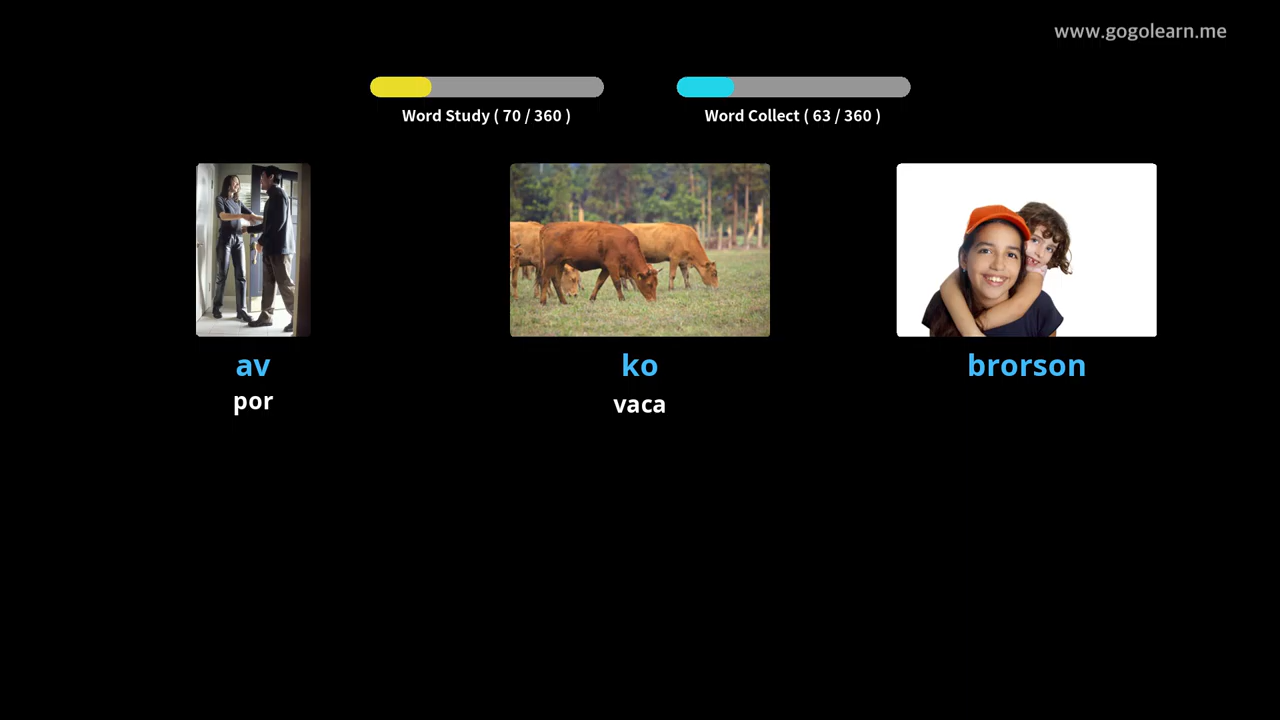 www.gogolearn.me
Word Study ( 70 / 360 )
Word Collect ( 63 / 360 )
av
ko
brorson
por
vaca